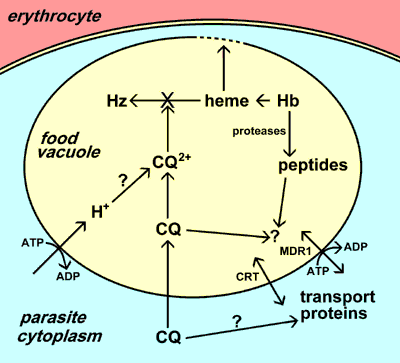 erythrocyte
Hz
X
heme
Hb
proteases
food
vacuole
CQ2+
peptides
?
H+
CQ
?
ATP
ADP
MDR1
ADP
ATP
CRT
transport
proteins
parasite
cytoplasm
CQ
?